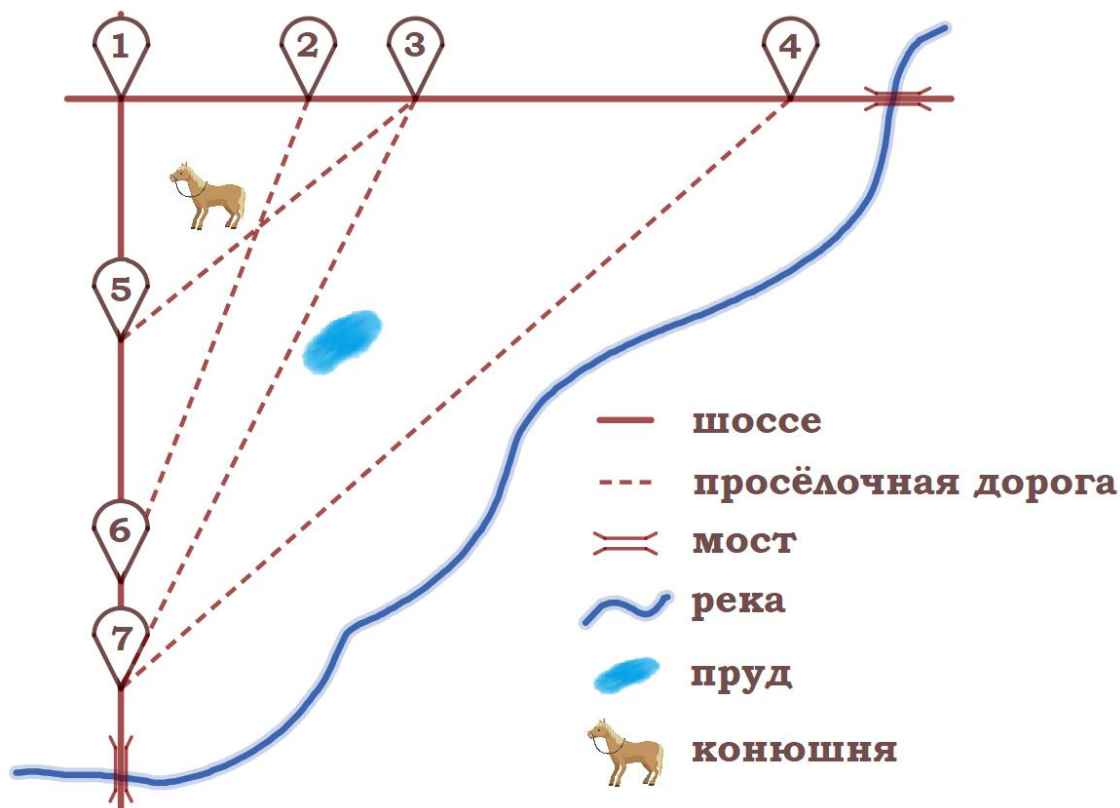 1 2 3 4
5
6
7
шоссе
просёлочная дорога
мост
река
пруд
конюшня